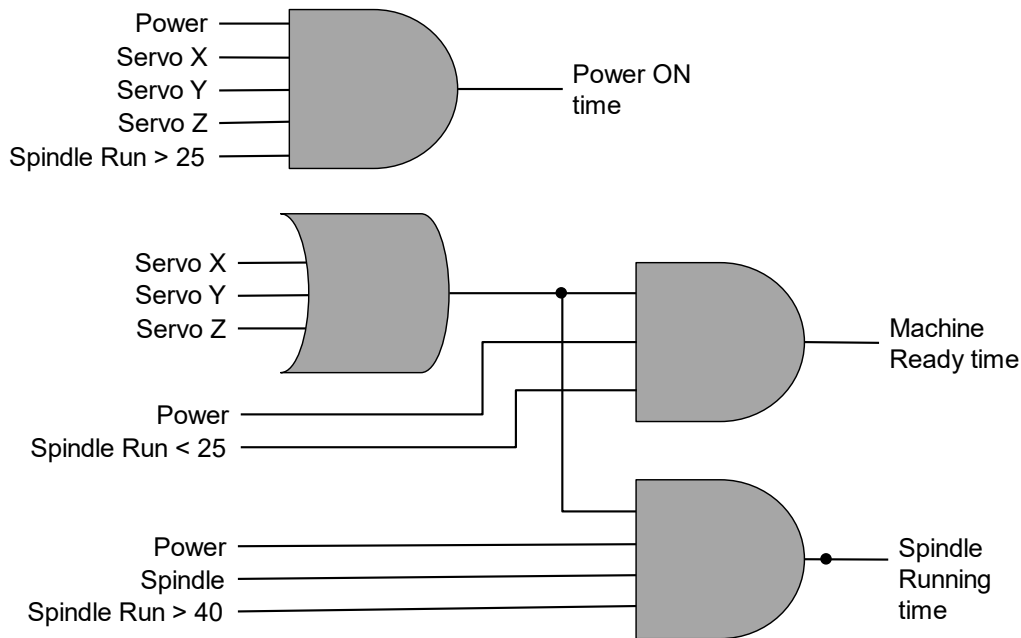 Power
Servo X
Servo Y
Servo Z
Spindle Run > 25
Power ON
time
Servo X
Servo Y
Servo Z
Power
Spindle Run < 25
Machine
Ready time
Power
Spindle
Spindle Run > 40
Spindle
Running
time